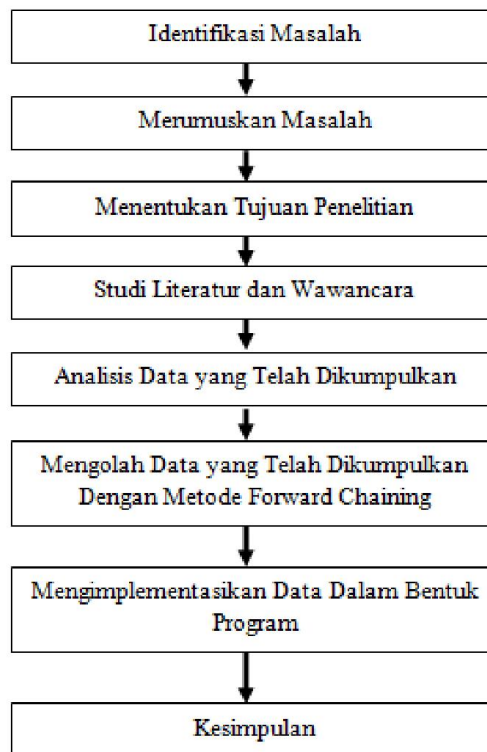 Identifikasi Masalah
Merumuskan Masalah
Menentukan Tujuan Penelitian
Studi Literatur dan Wawancara
Analisis Data yang Telah Dikumpulkan
Mengolah Data yang Telah Dikumpulkan
Dengan Metode Forward Chaining
Mengimplementasikan Data Dalam Bentuk
Program
Kesimpulan